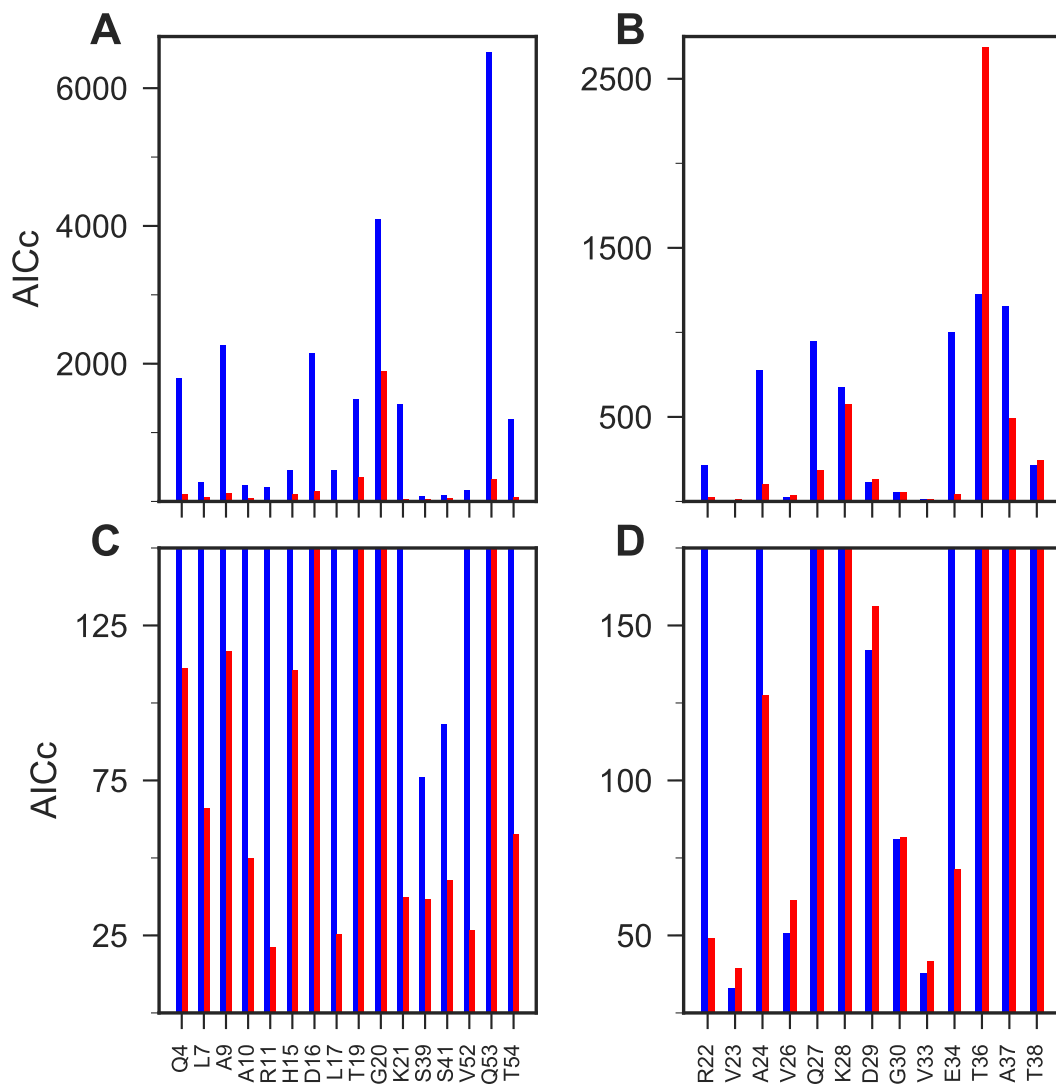 A
AICc
6000
4000
2000
B
2500
1500
500
C
AICc
125
75
25
Q4
L7
A9
A10
R11
H15
D16
L17
T19
G20
K21
S39
S41
V52
Q53
T54
D
150
100
50
R22
V23
A24
V26
Q27
K28
D29
G30
V33
E34
T36
A37
T38